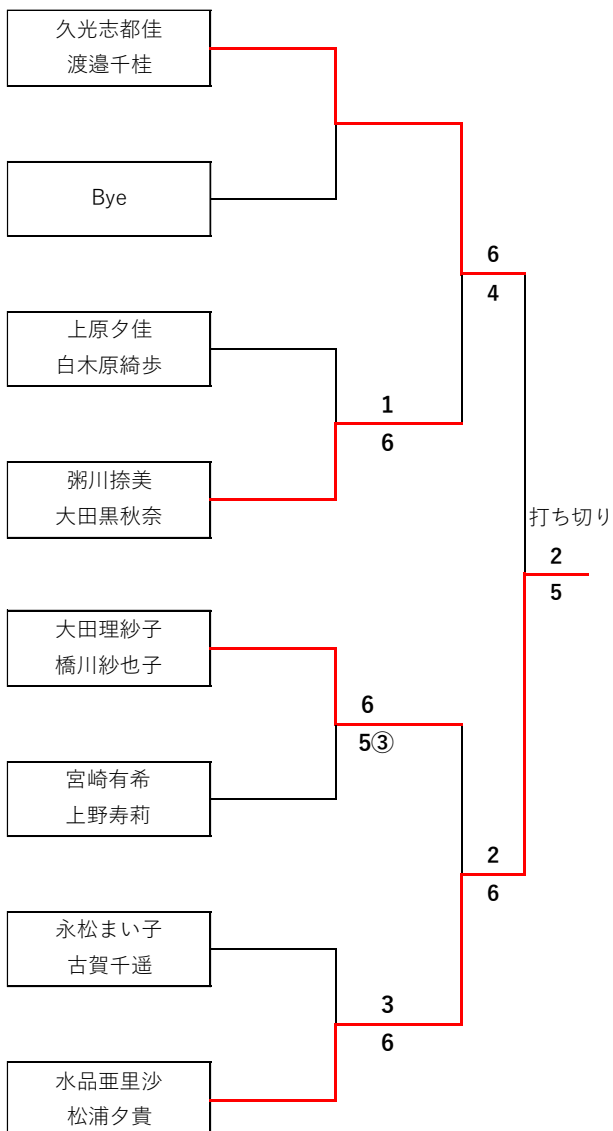 久光志都佳
渡邉千桂
Bye
6
4
上原夕佳
白木原綺歩
1
6
粥川捺美
大田黒秋奈
打ち切り
2
5
大田理紗子
橋川紗也子
6
5③
宮崎有希
上野寿莉
2
6
永松まい子
古賀千遥
3
6
水品亜里沙
松浦夕貴